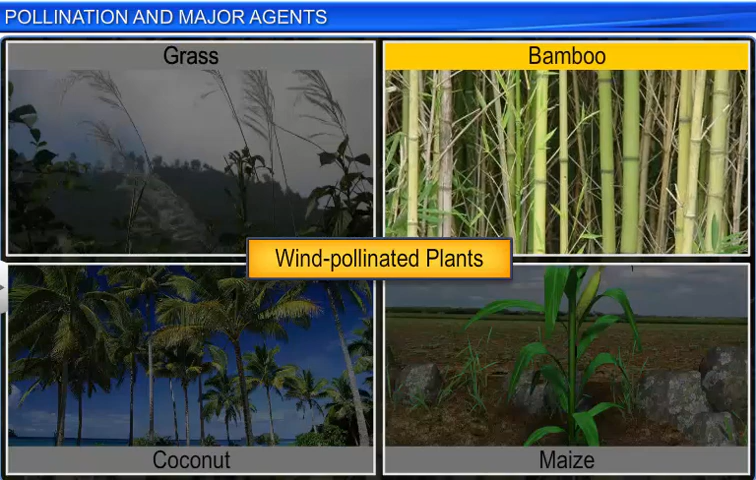 POLLINATION AND MAJOR AGENTS
Grass
Bamboo
Wind-pollinated Plants
Coconut
Maize